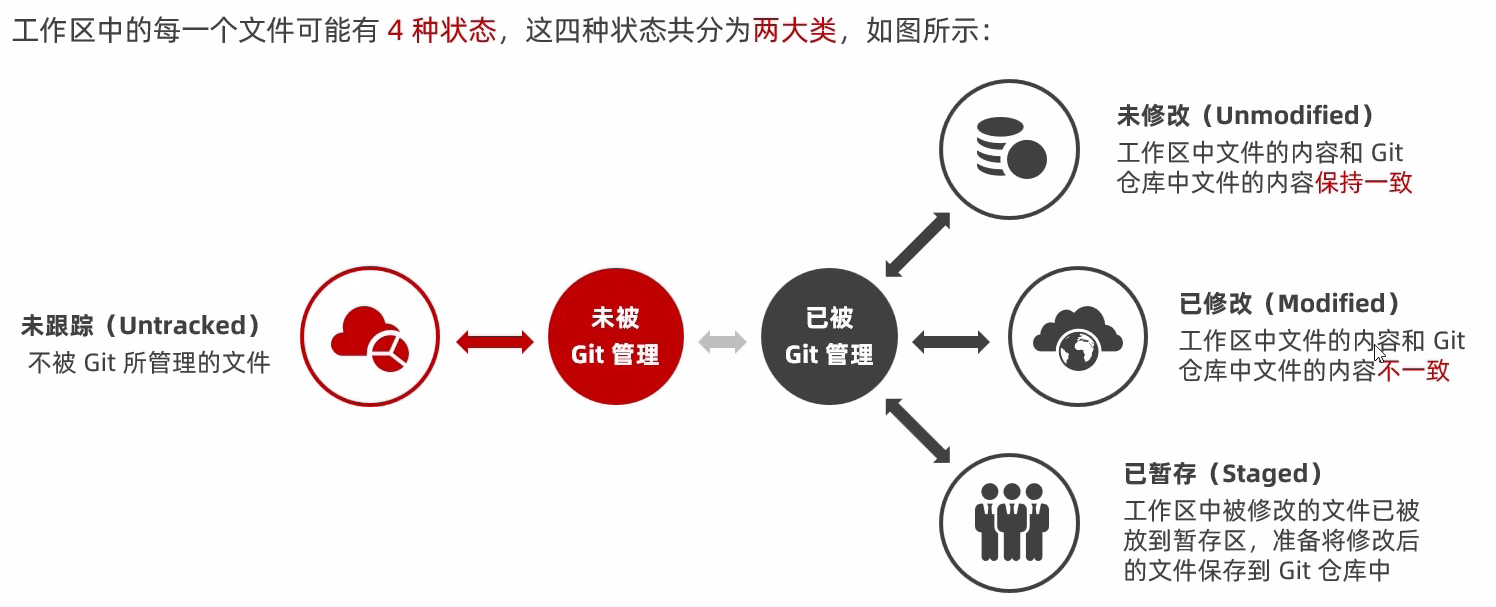 工作区中的每一个文件可能有 4 种状态，这四种状态共分为两大类，如图所示：
未修改（Unmodified）
工作区中文件的内容和 Git
仓库中文件的内容保持一致
未跟踪（Untracked）
不被 Git 所管理的文件
未被
Git 管理
已被
Git 管理
已修改（Modified）
工作区中文件的内容和 Git
仓库中文件的内容不一致
已暂存（Staged）
工作区中被修改的文件已被
放到暂存区，准备将修改后
的文件保存到 Git 仓库中